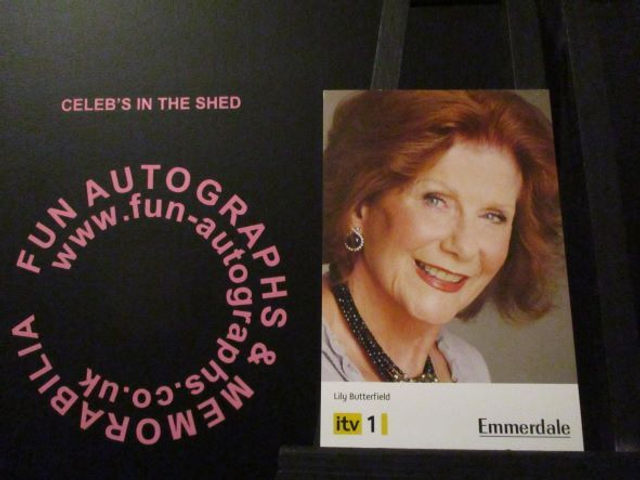 CELEB'S IN THE SHED
FUN AUTOGRAPHS & MEMORABILIA
www.fun-autographs.co.uk
Lily Butterfield
itv 1
Emmerdale